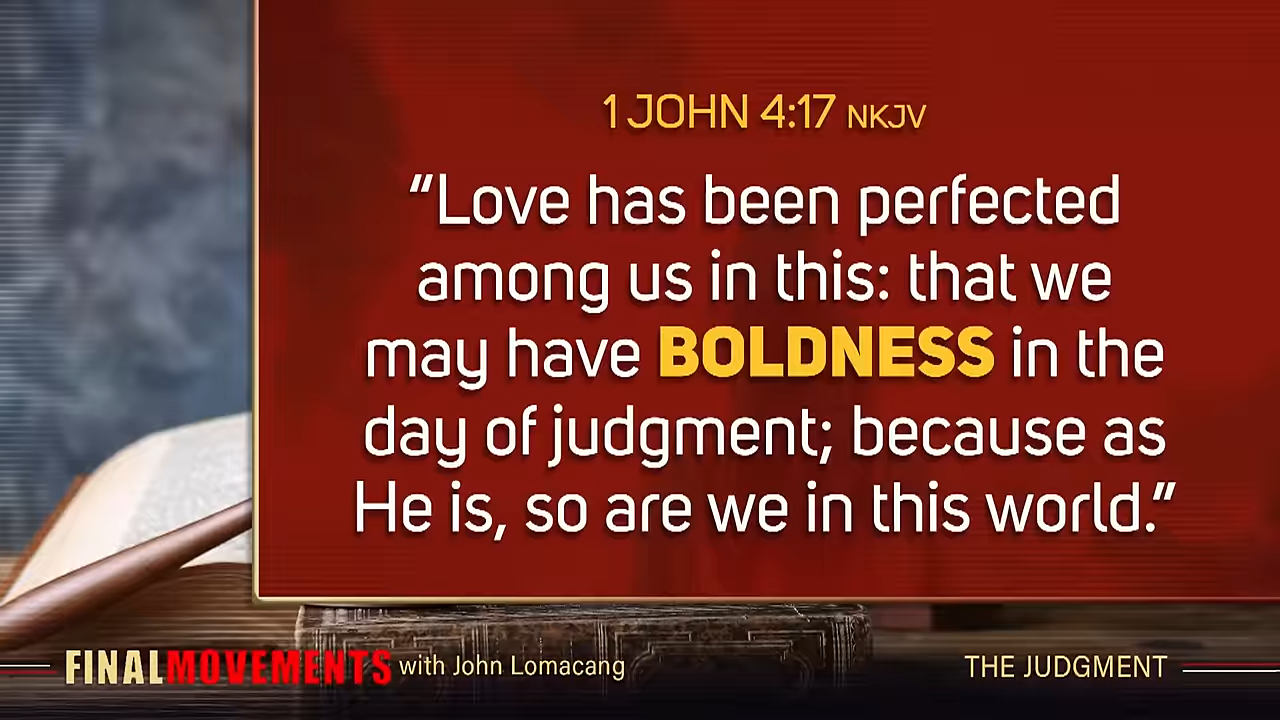 1 JOHN 4:17 NKJV
“Love has been perfected
among us in this: that we
may have BOLDNESS in the
day of judgment; because as
He is, so are we in this world.”
FINALMOVEMENTS with John Lomacang
THE JUDGMENT